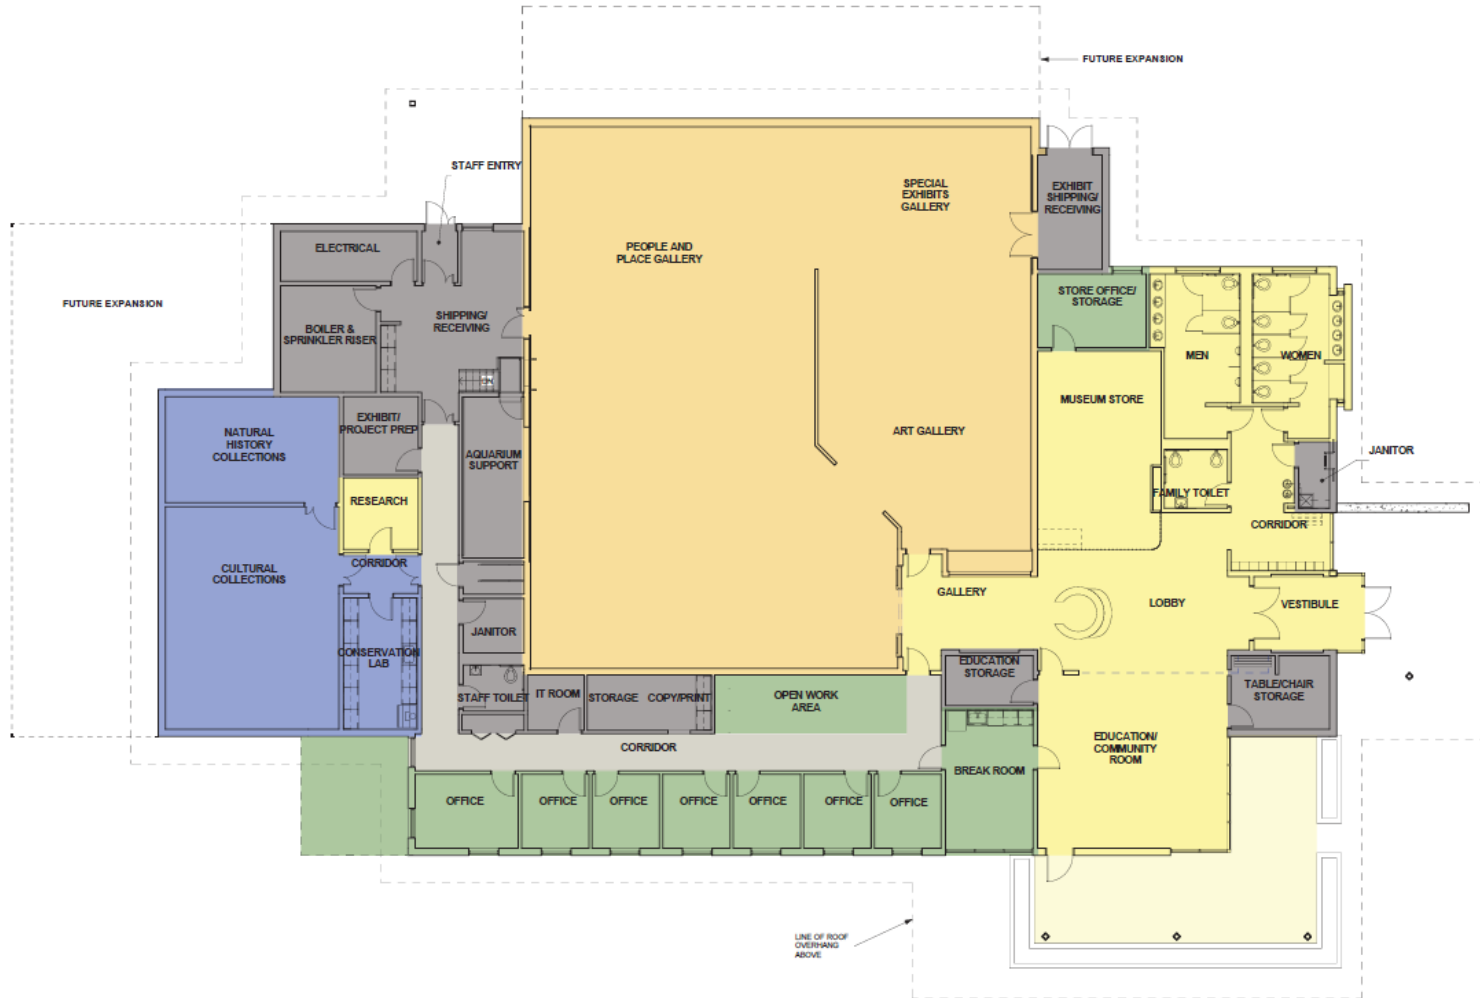 FUTURE EXPANSION
STAFF ENTRY
SPECIAL
EXHIBITS
GALLERY
EXHIBIT
SHIPPING/
RECEIVING
ELECTRICAL
PEOPLE AND
PLACE GALLERY
FUTURE EXPANSION
STORE OFFICE/
STORAGE
SHIPPING/
RECEIVING
BOILER &
SPRINKLER RISER
MEN
WOMEN
MUSEUM STORE
EXHIBIT/
PROJECT PREP
NATURAL
HISTORY
COLLECTIONS
ART GALLERY
AQUARIUM
SUPPORT
JANITOR
RESEARCH
FAMILY TOILET
CORRIDOR
CORRIDOR
CULTURAL
COLLECTIONS
GALLERY
LOBBY
VESTIBULE
JANITOR
CONSERVATION
LAB
EDUCATION
STORAGE
TABLE/CHAIR
STORAGE
STAFF TOILET
IT ROOM
STORAGE
COPY/PRINT
OPEN WORK
AREA
CORRIDOR
EDUCATION/
COMMUNITY
ROOM
BREAK ROOM
OFFICE
OFFICE
OFFICE
OFFICE
OFFICE
OFFICE
OFFICE
LINE OF ROOF
OVERHANG
ABOVE